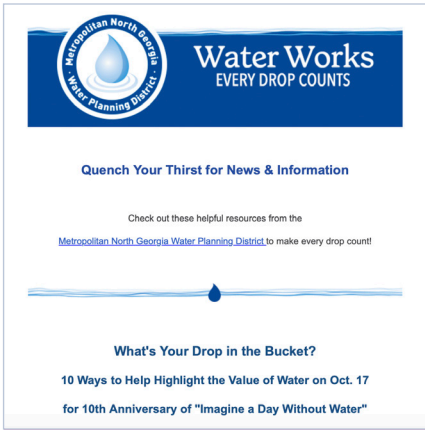 Metropolitan North Georgia
Water Planning District
Water Works
EVERY DROP COUNTS
Quench Your Thirst for News & Information
Check out these helpful resources from the
Metropolitan North Georgia Water Planning District to make every drop count!
What's Your Drop in the Bucket?
10 Ways to Help Highlight the Value of Water on Oct. 17
for 10th Anniversary of "Imagine a Day Without Water"